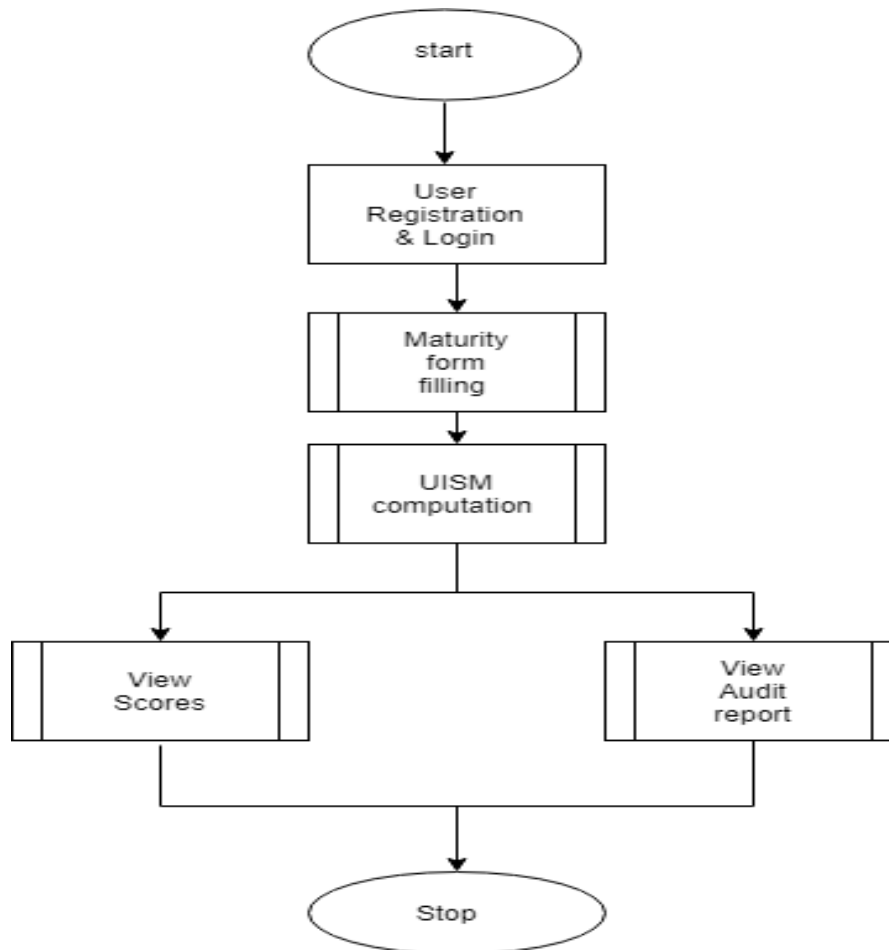 start
User
Registration
& Login
Maturity
form
filling
UISM
computation
View
Scores
View
Audit
report
Stop